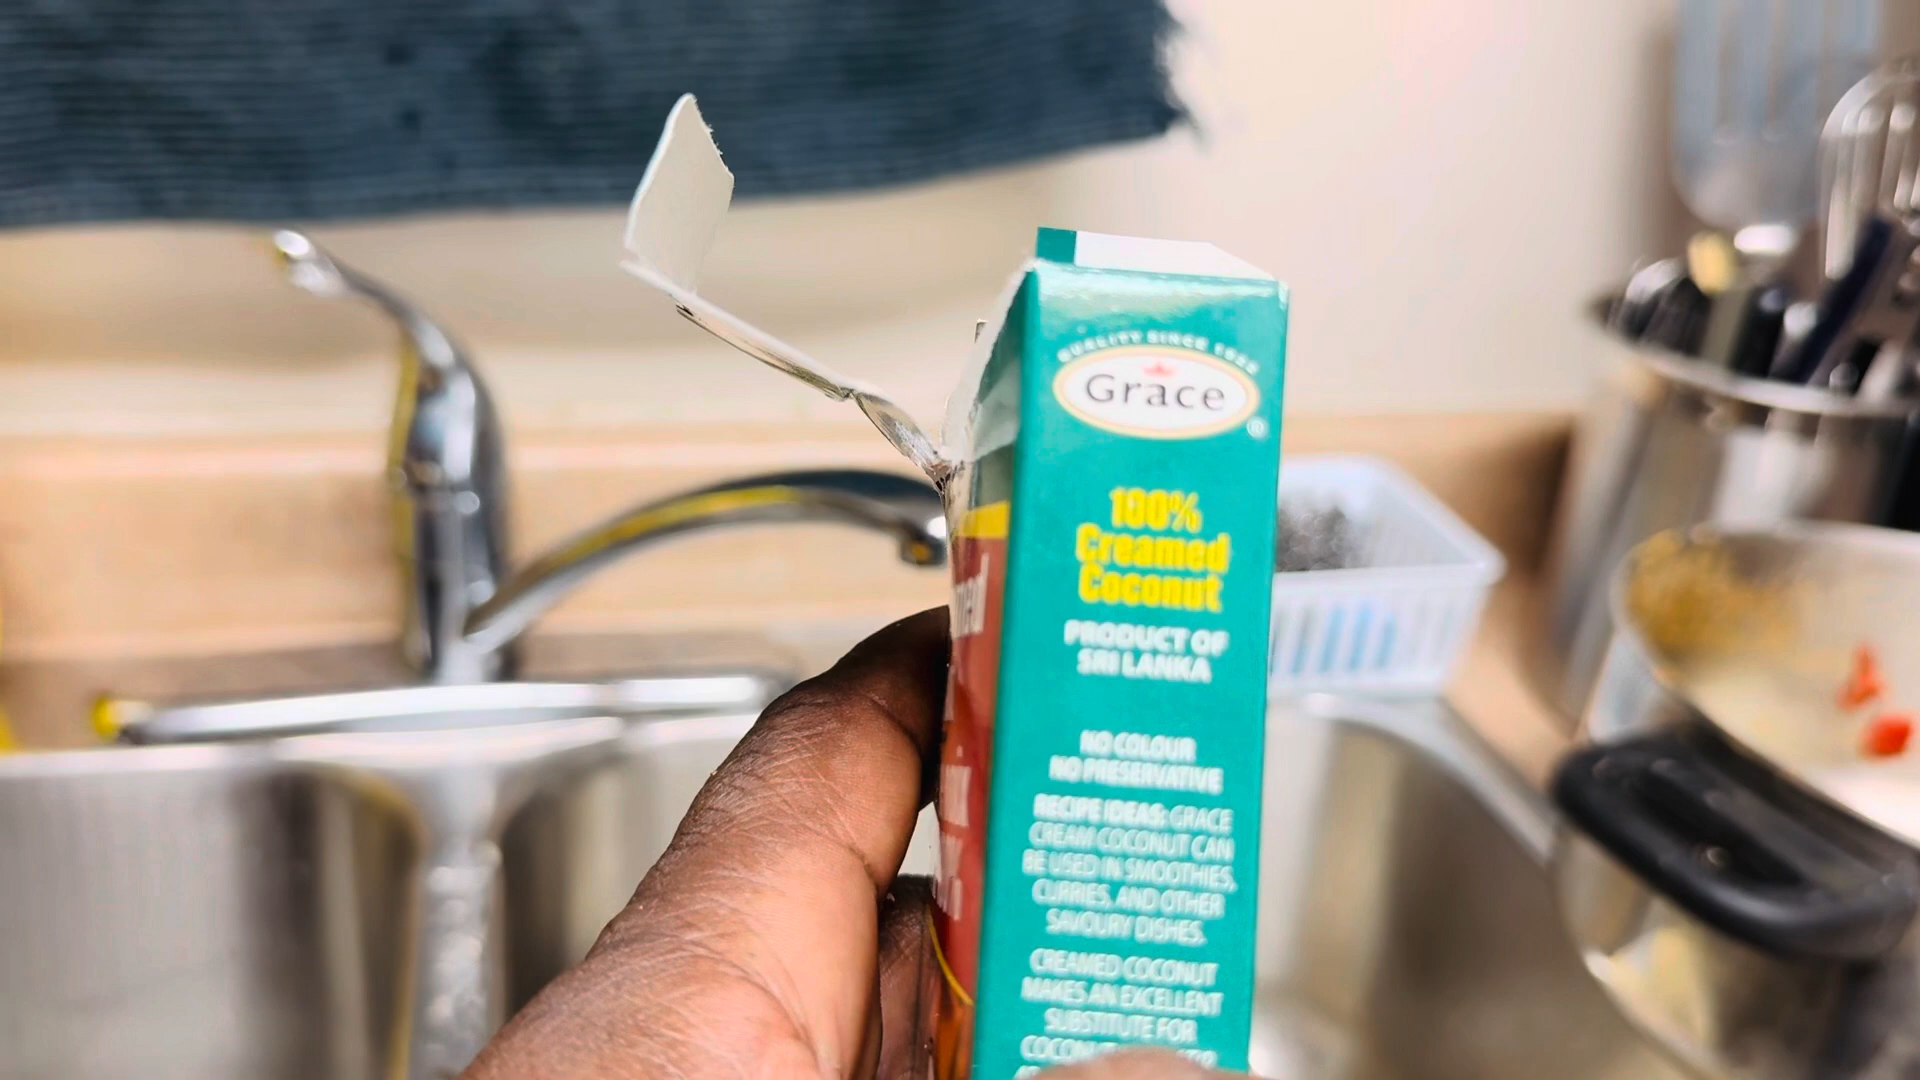 QUALITY SINCE 1922
Grace
®
100%
Creamed
Coconut
PRODUCT OF
SRI LANKA
NO COLOUR
NO PRESERVATIVE
RECIPE IDEAS: GRACE
CREAM COCONUT CAN
BE USED IN SMOOTHIES,
CURRIES, AND OTHER
SAVOURY DISHES.
CREAMED COCONUT
MAKES AN EXCELLENT
SUBSTITUTE FOR